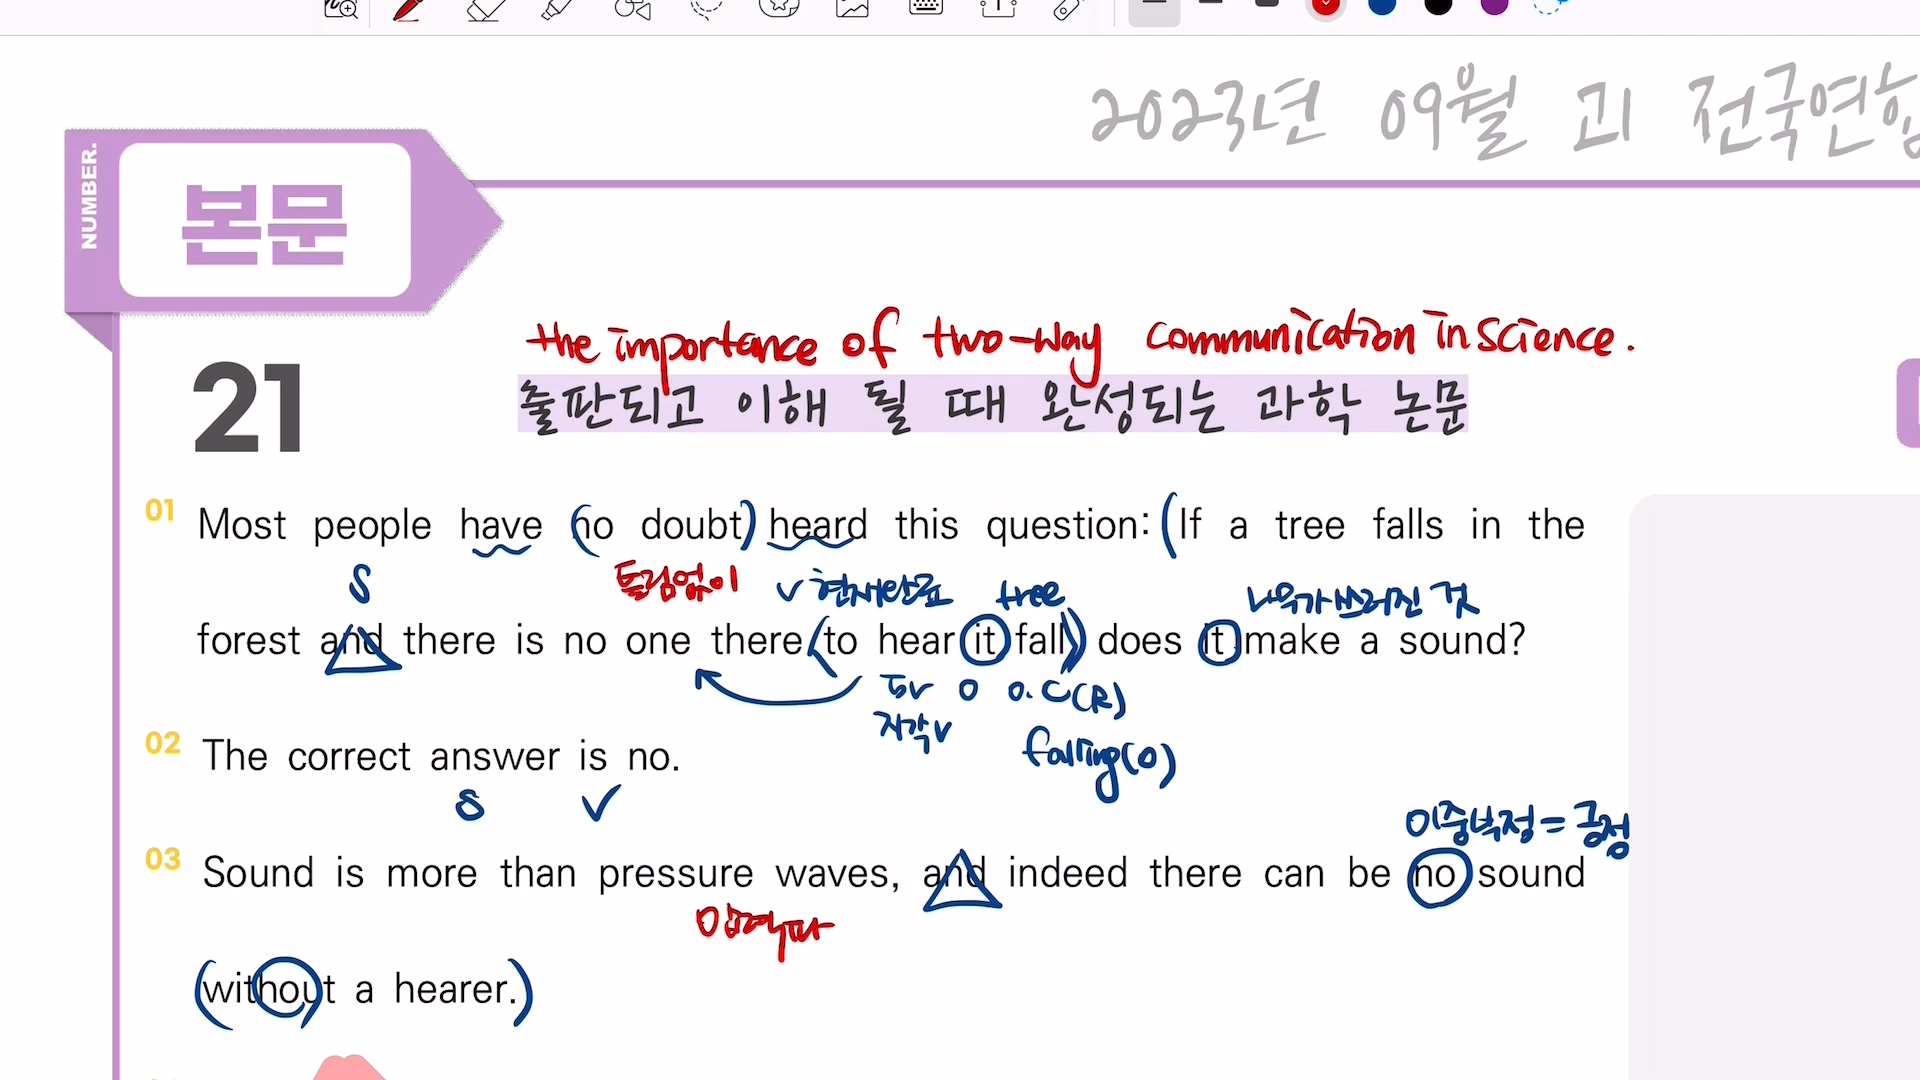 2023년 09월 고1 전국연합
NUMBER.
본문
the importance of two-way communication in science.
21
출판되고 이해 될 때 완성되는 과학 논문
01 Most people have (no doubt) heard this question: (If a tree falls in the
S 틀림없이 v 현재완료 tree 나무가 쓰러진 것
forest and there is no one there (to hear it fall) does it make a sound?
5v O O.C(R)
지각v
02 The correct answer is no.
falling(O)
S V
이중부정 = 긍정
03 Sound is more than pressure waves, and indeed there can be no sound
압력파
(without a hearer.)